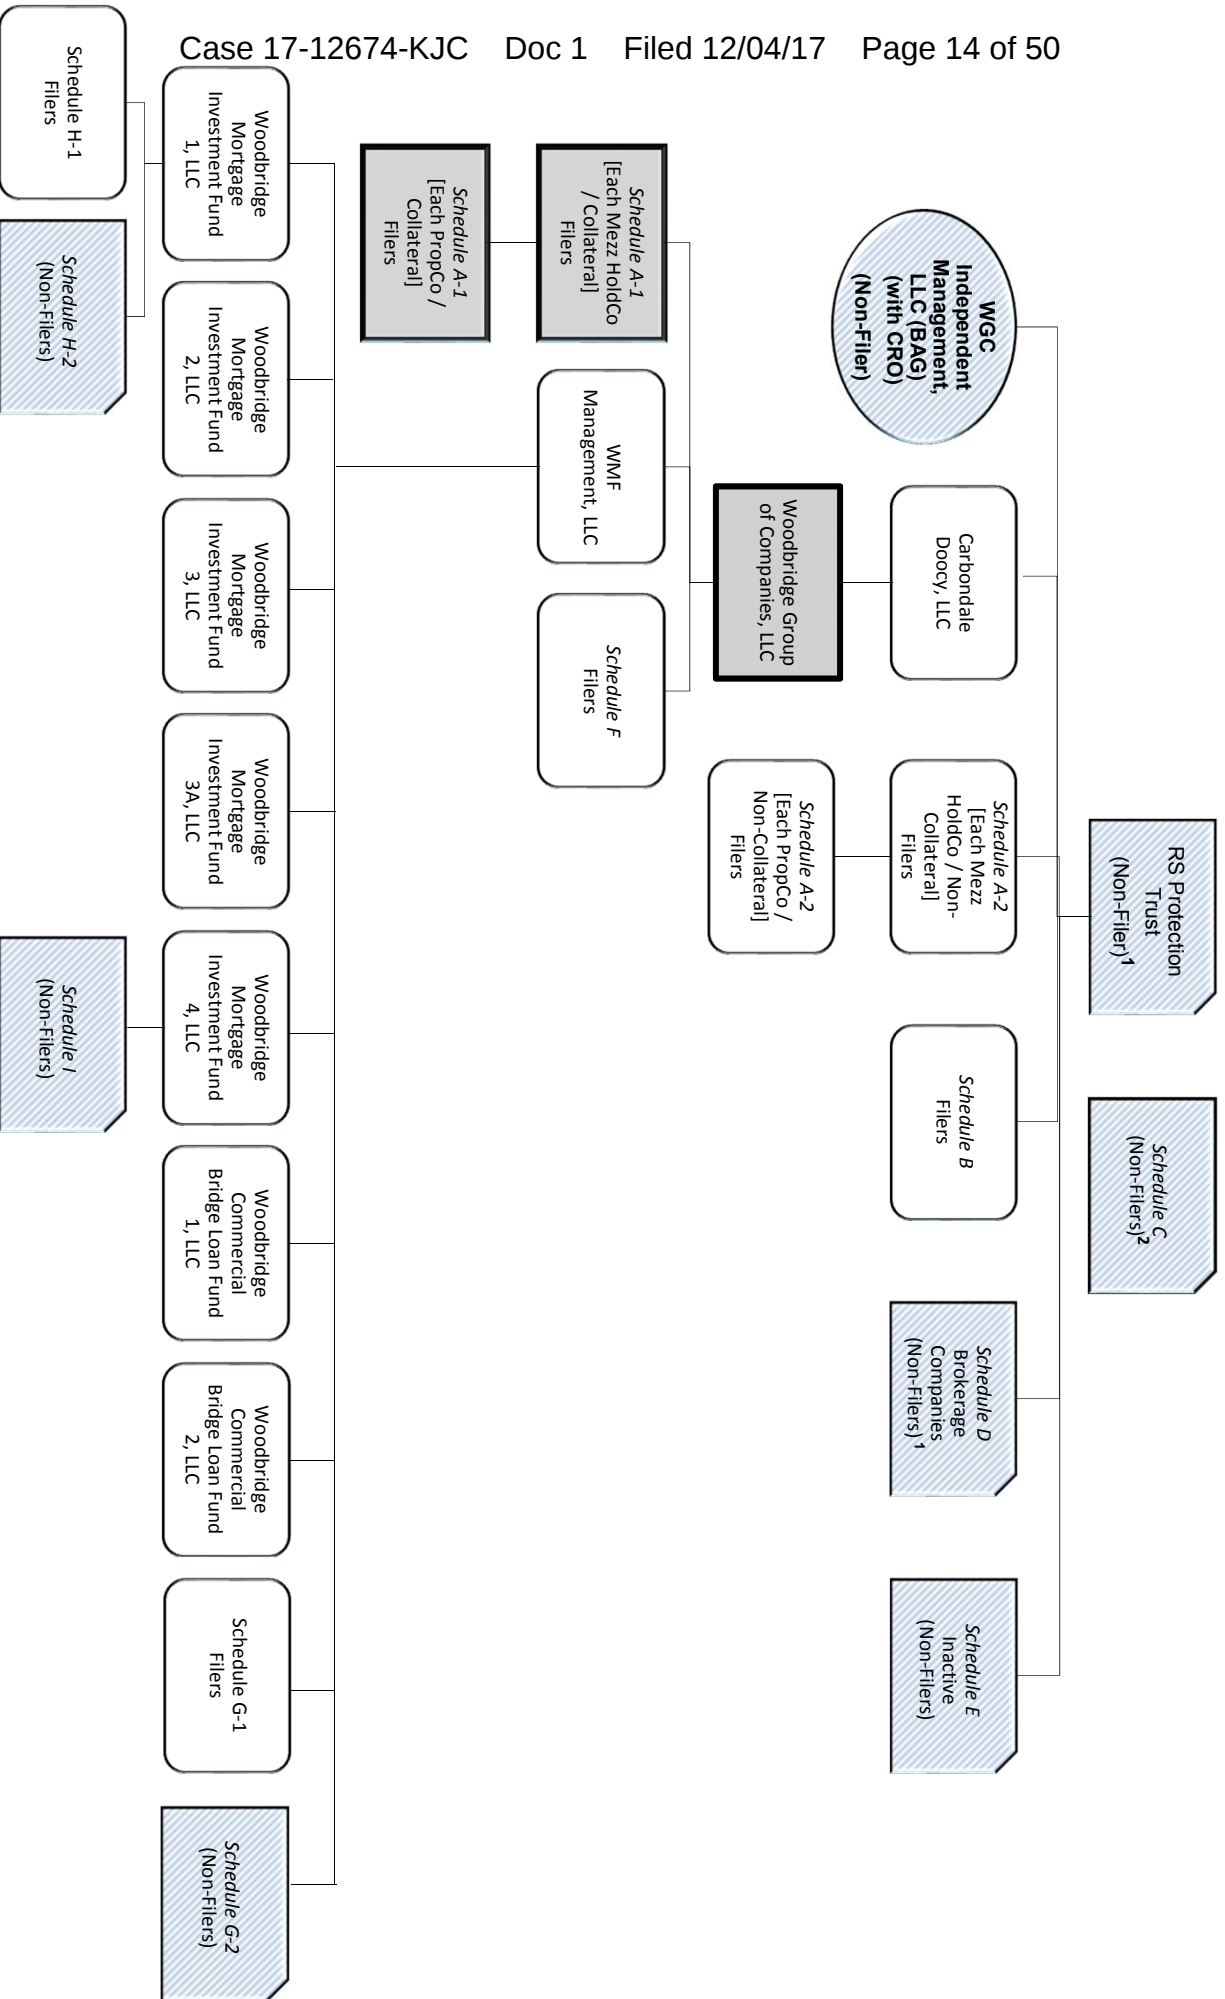 Case 17-12674-KJC Doc 1 Filed 12/04/17 Page 14 of 50
RS Protection
Trust
(Non-Filer)1
Schedule C
(Non-Filers)2
WGC
Independent
Management,
LLC (BAG)
(with CRO)
(Non-Filer)
Carbondale
Doocy, LLC
Schedule A-2
[Each Mezz
HoldCo / Non-
Collateral]
Filers
Schedule B
Filers
Schedule D
Brokerage
Companies
(Non-Filers) 1
Schedule E
Inactive
(Non-Filers)
Woodbridge Group
of Companies, LLC
Schedule A-2
[Each PropCo /
Non-Collateral]
Filers
Schedule A-1
[Each Mezz HoldCo
/ Collateral]
Filers
WMF
Management, LLC
Schedule F
Filers
Schedule A-1
[Each PropCo /
Collateral]
Filers
Woodbridge
Mortgage
Investment Fund
1, LLC
Woodbridge
Mortgage
Investment Fund
2, LLC
Woodbridge
Mortgage
Investment Fund
3, LLC
Woodbridge
Mortgage
Investment Fund
3A, LLC
Woodbridge
Mortgage
Investment Fund
4, LLC
Woodbridge
Commercial
Bridge Loan Fund
1, LLC
Woodbridge
Commercial
Bridge Loan Fund
2, LLC
Schedule G-1
Filers
Schedule G-2
(Non-Filers)
Schedule H-1
Filers
Schedule H-2
(Non-Filers)
Schedule I
(Non-Filers)